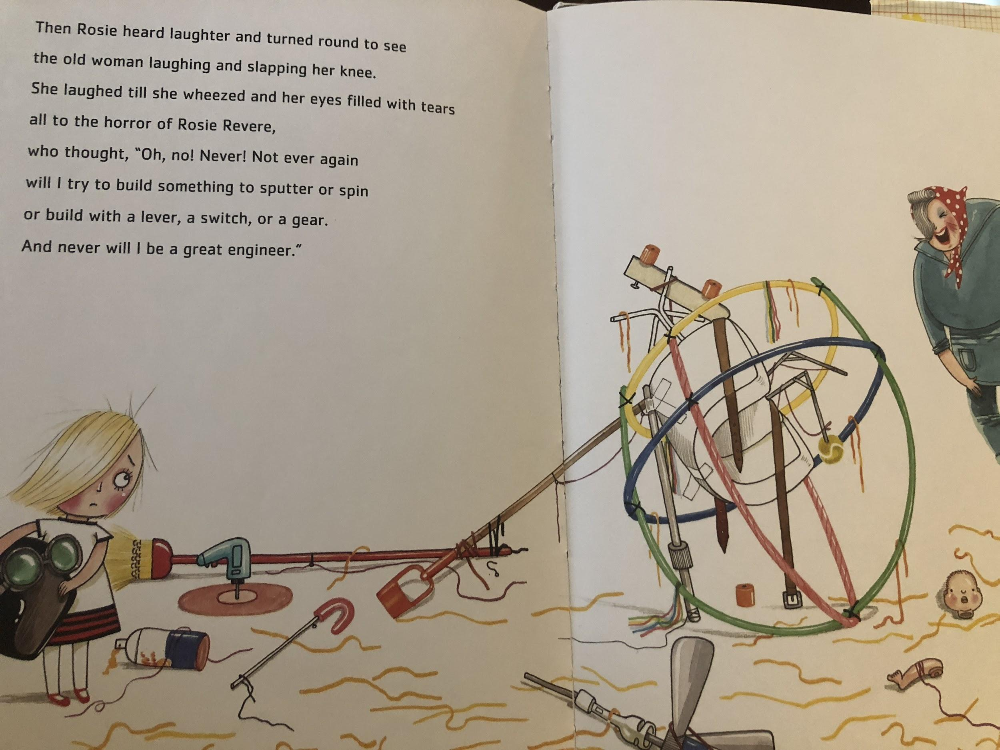 Then Rosie heard laughter and turned round to see
the old woman laughing and slapping her knee.
She laughed till she wheezed and her eyes filled with tears
all to the horror of Rosie Revere,
who thought, “Oh, no! Never! Not ever again
will I try to build something to sputter or spin
or build with a lever, a switch, or a gear.
And never will I be a great engineer.”